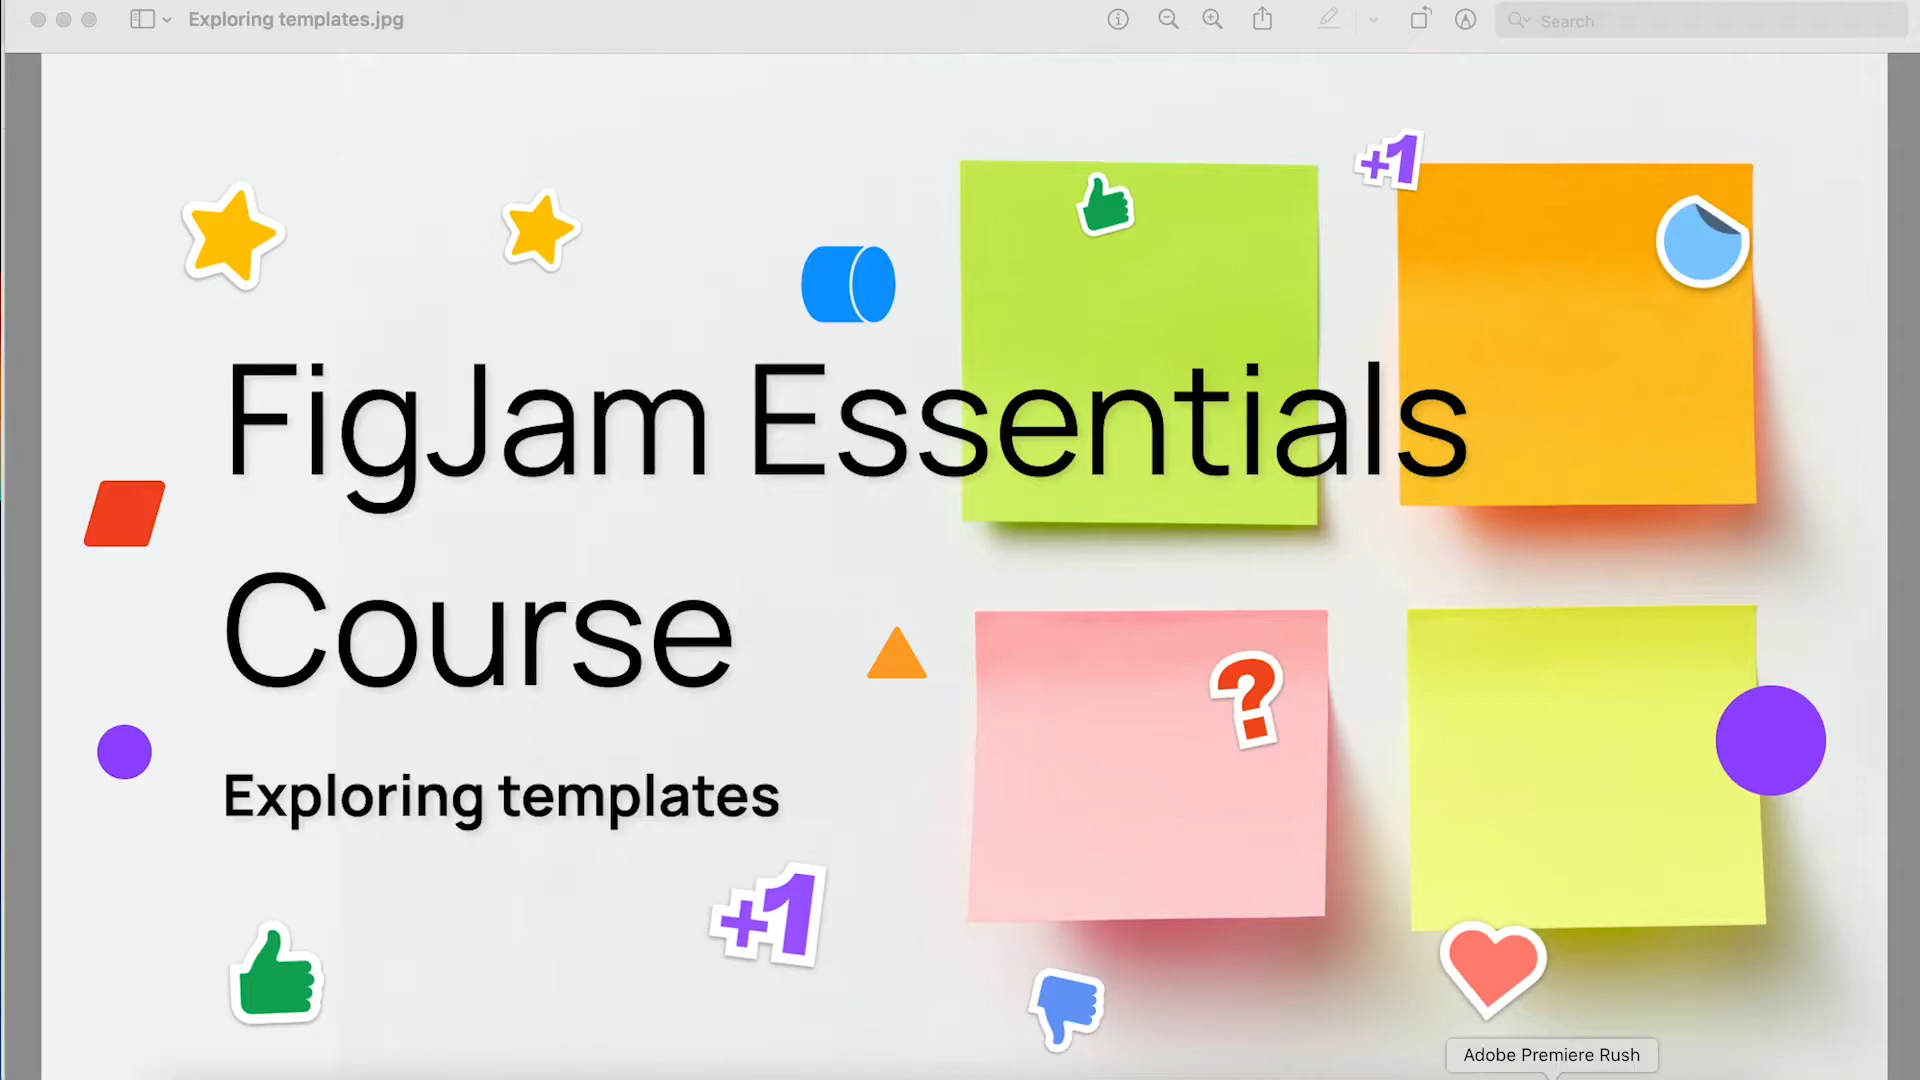 Exploring templates.jpg
Search
+1
FigJam Essentials
Course
?
Exploring templates
+1
Adobe Premiere Rush